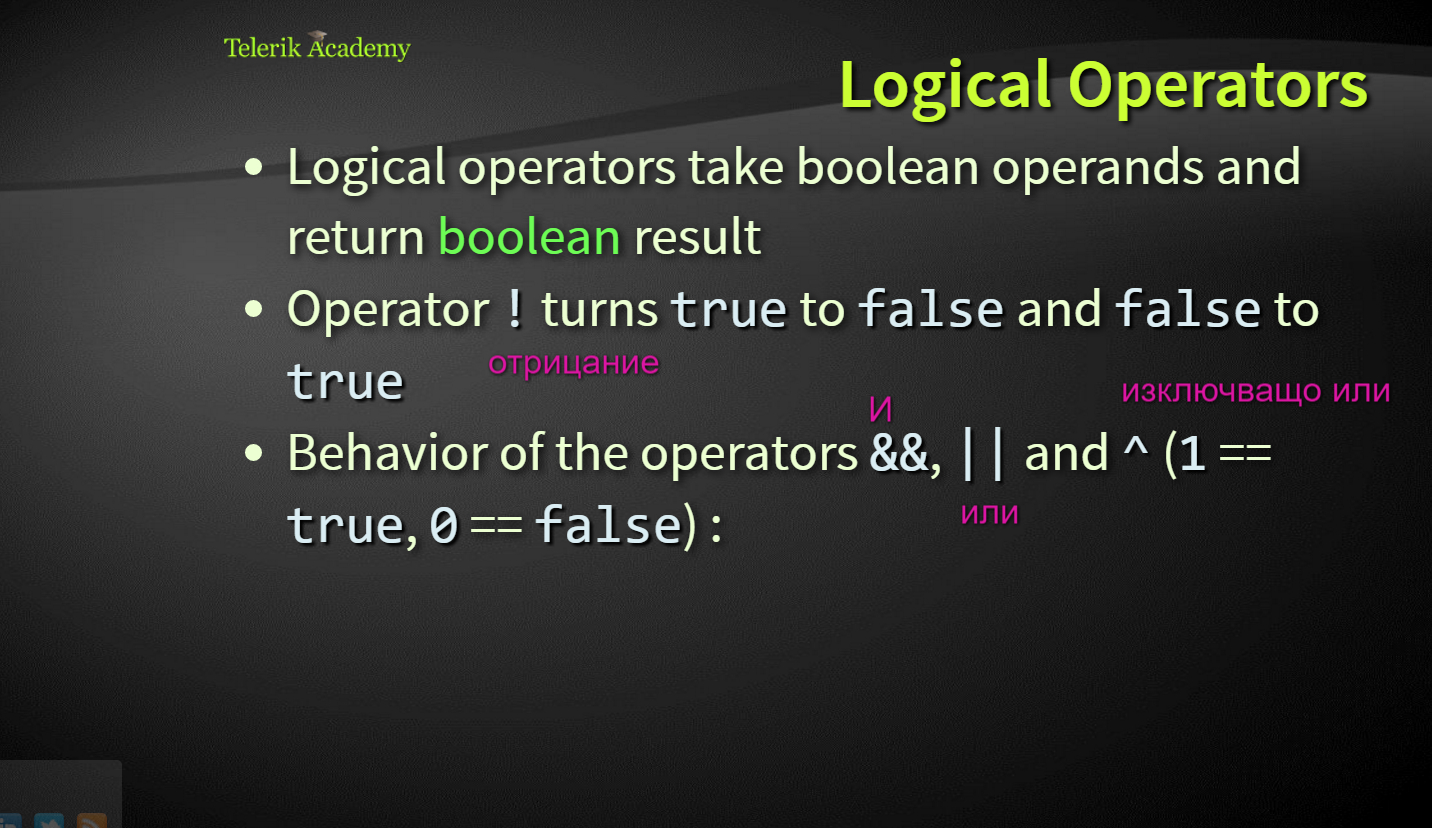 Telerik Academy
Logical Operators
• Logical operators take boolean operands and
return boolean result
• Operator ! turns true to false and false to
true
отрицание
изключващо или
И
• Behavior of the operators &&, || and ^ (1 ==
true, 0 == false) :
или